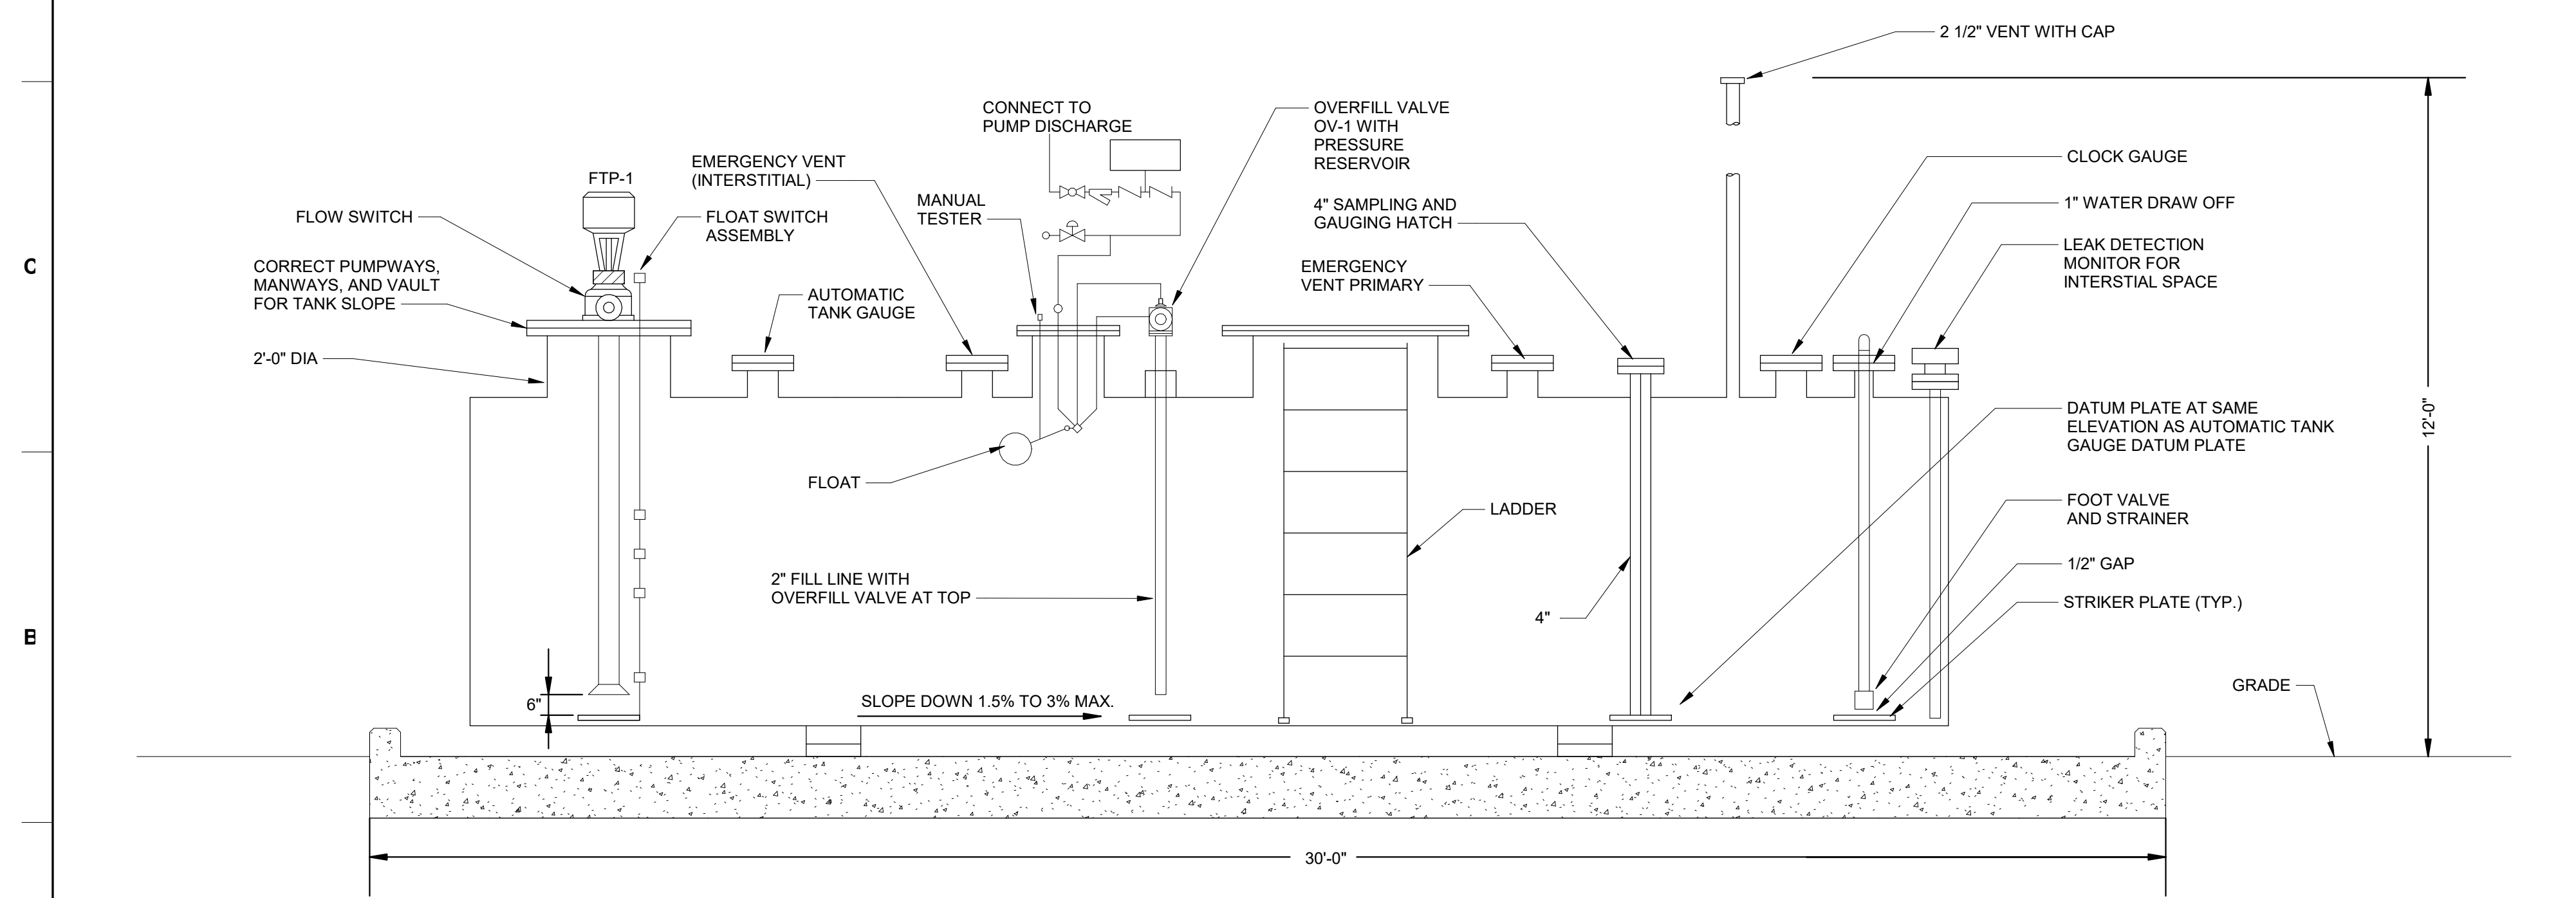 2 1/2" VENT WITH CAP
CONNECT TO
PUMP DISCHARGE
OVERFILL VALVE
OV-1 WITH
PRESSURE
RESERVOIR
EMERGENCY VENT
(INTERSTITIAL)
CLOCK GAUGE
FTP-1
MANUAL
TESTER
4" SAMPLING AND
GAUGING HATCH
1" WATER DRAW OFF
FLOW SWITCH
FLOAT SWITCH
ASSEMBLY
LEAK DETECTION
MONITOR FOR
INTERSTIAL SPACE
C
CORRECT PUMPWAYS,
MANWAYS, AND VAULT
FOR TANK SLOPE
EMERGENCY
VENT PRIMARY
AUTOMATIC
TANK GAUGE
2'-0" DIA
DATUM PLATE AT SAME
ELEVATION AS AUTOMATIC TANK
GAUGE DATUM PLATE
12'-0"
FLOAT
LADDER
FOOT VALVE
AND STRAINER
1/2" GAP
2" FILL LINE WITH
OVERFILL VALVE AT TOP
4"
STRIKER PLATE (TYP.)
B
GRADE
6"
SLOPE DOWN 1.5% TO 3% MAX.
30'-0"